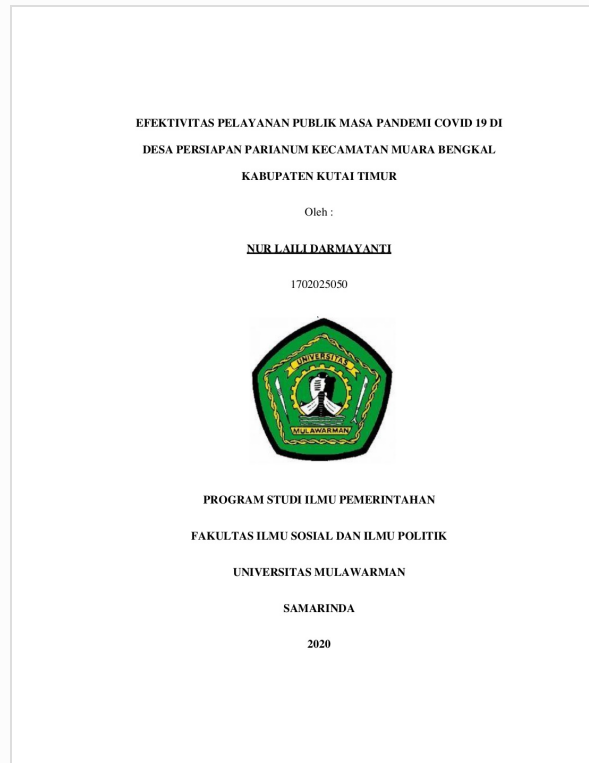 EFEKTIVITAS PELAYANAN PUBLIK MASA PANDEMI COVID 19 DI
DESA PERSIAPAN PARIANUM KECAMATAN MUARA BENGKAL
KABUPATEN KUTAI TIMUR
Oleh :
NUR LAILI DARMAYANTI
1702025050
UNIVERSITAS
MULAWARMAN
PROGRAM STUDI ILMU PEMERINTAHAN
FAKULTAS ILMU SOSIAL DAN ILMU POLITIK
UNIVERSITAS MULAWARMAN
SAMARINDA
2020